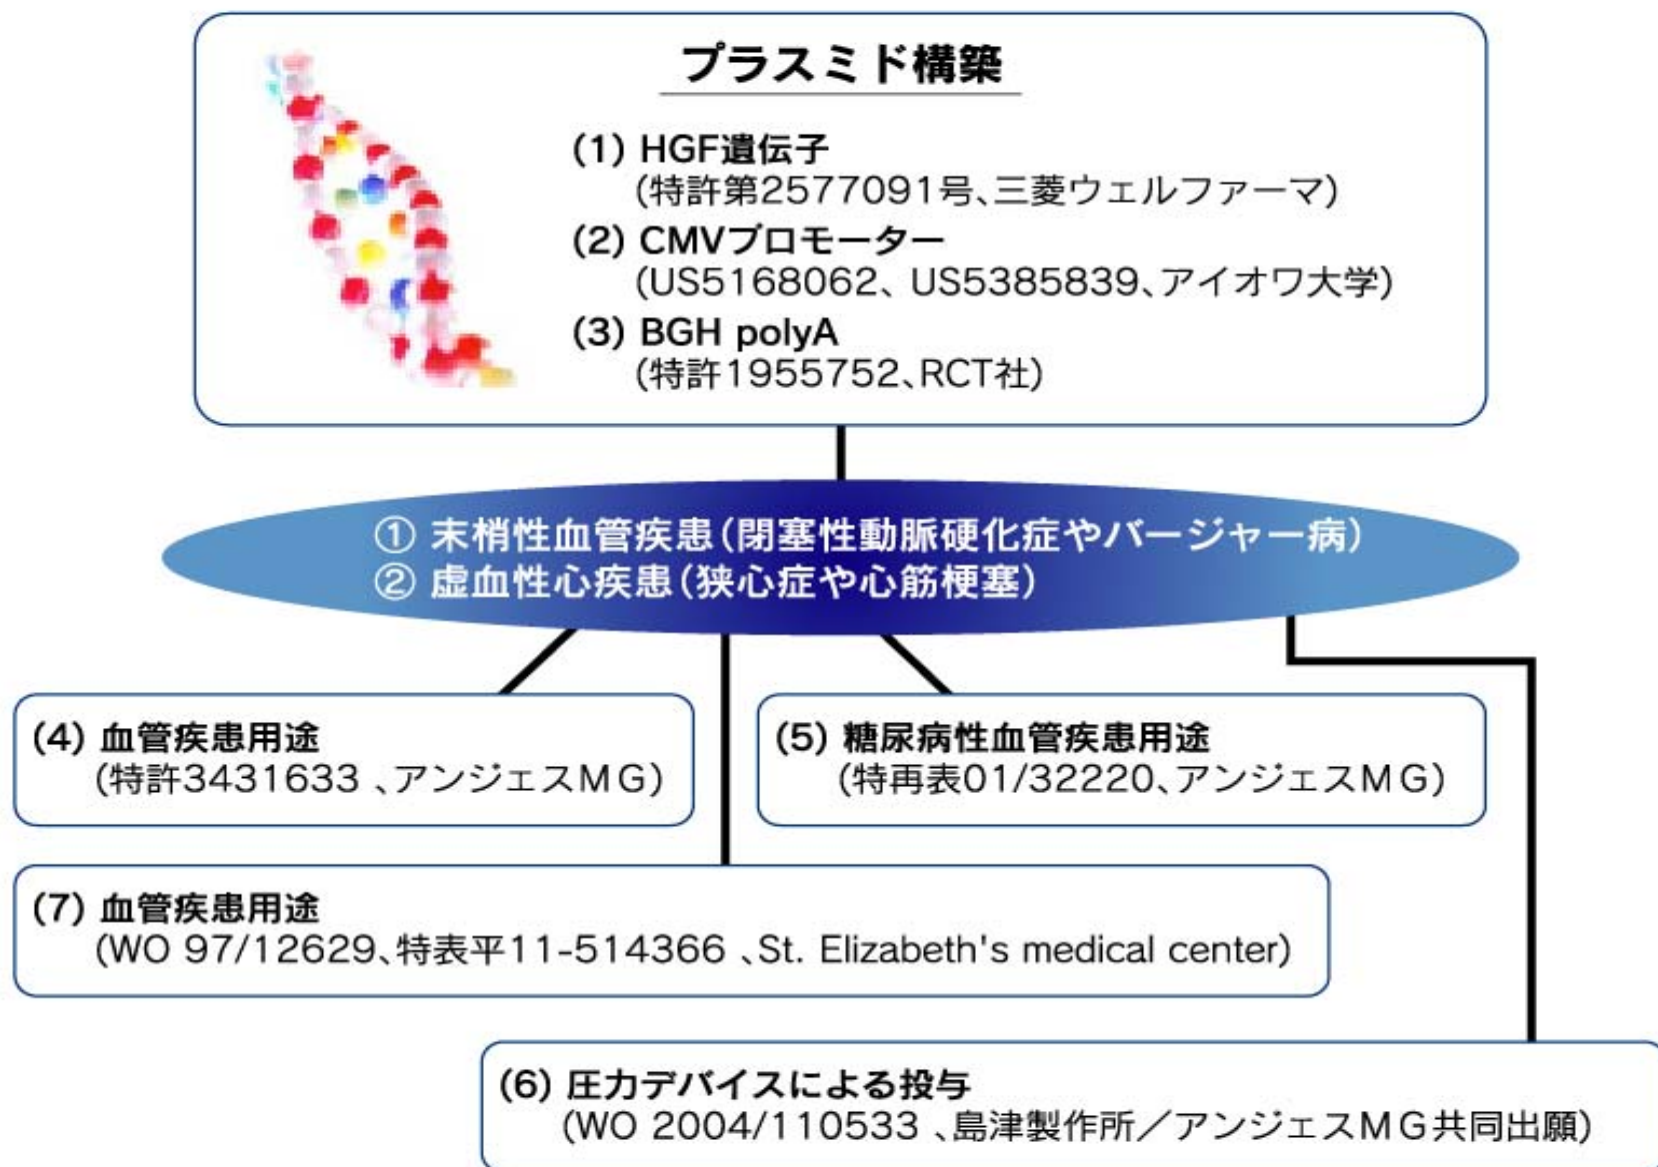 プラスミド構築
(1) HGF遺伝子
(特許第2577091号、三菱ウェルファーマ)
(2) CMVプロモーター
(US5168062、US5385839、アイオワ大学)
(3) BGH polyA
(特許1955752、RCT社)
① 末梢性血管疾患(閉塞性動脈硬化症やバージャー病)
② 虚血性心疾患(狭心症や心筋梗塞)
(4) 血管疾患用途
(特許3431633 、アンジェスＭＧ)
(5) 糖尿病性血管疾患用途
(特再表01/32220、アンジェスＭＧ)
(7) 血管疾患用途
(WO 97/12629、特表平11-514366 、St. Elizabeth's medical center)
(6) 圧力デバイスによる投与
(WO 2004/110533 、島津製作所／アンジェスＭＧ共同出願)